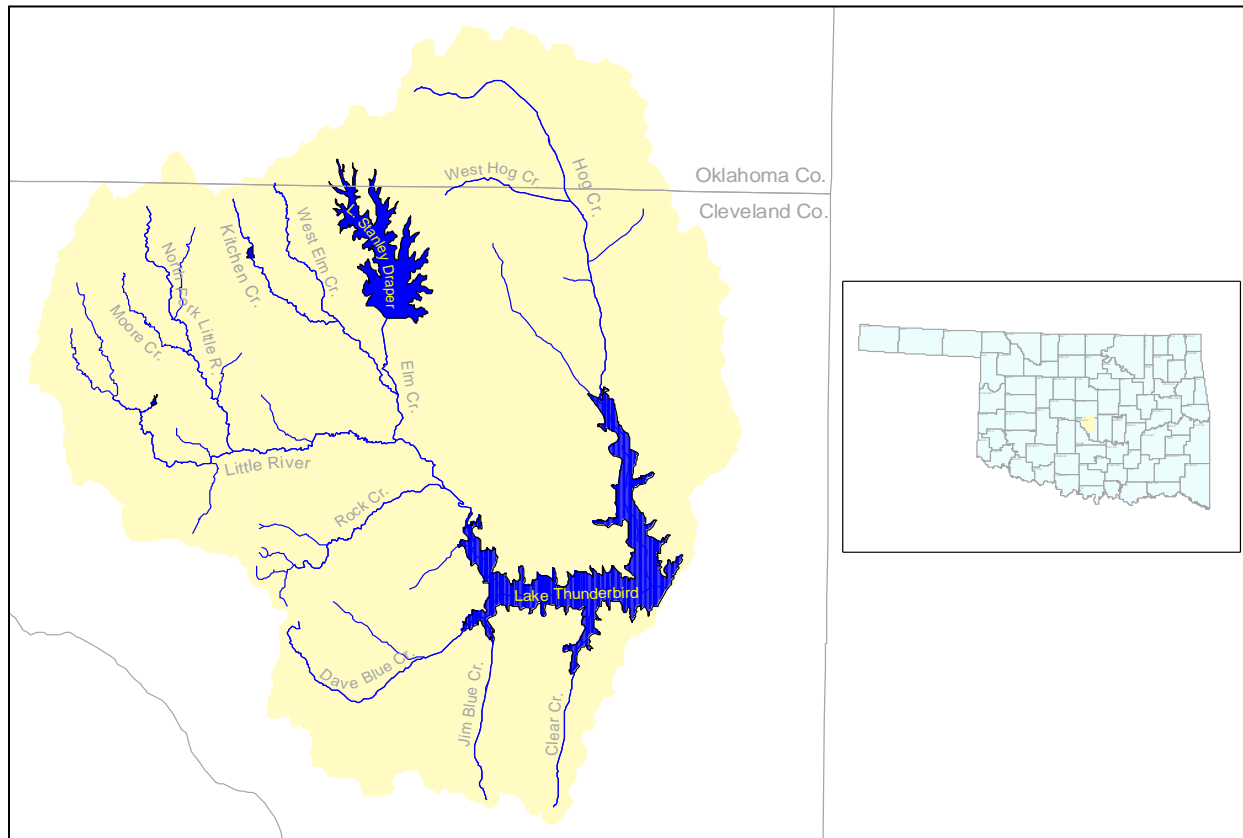 Oklahoma Co.
Cleveland Co.
West Hog Cr.
Hog Cr.
L. Stanley Draper
West Elm Cr.
Kitchen Cr.
North Fork Little R.
Moore Cr.
Elm Cr.
Little River
Rock Cr.
Lake Thunderbird
Dave Blue Cr.
Jim Blue Cr.
Clear Cr.